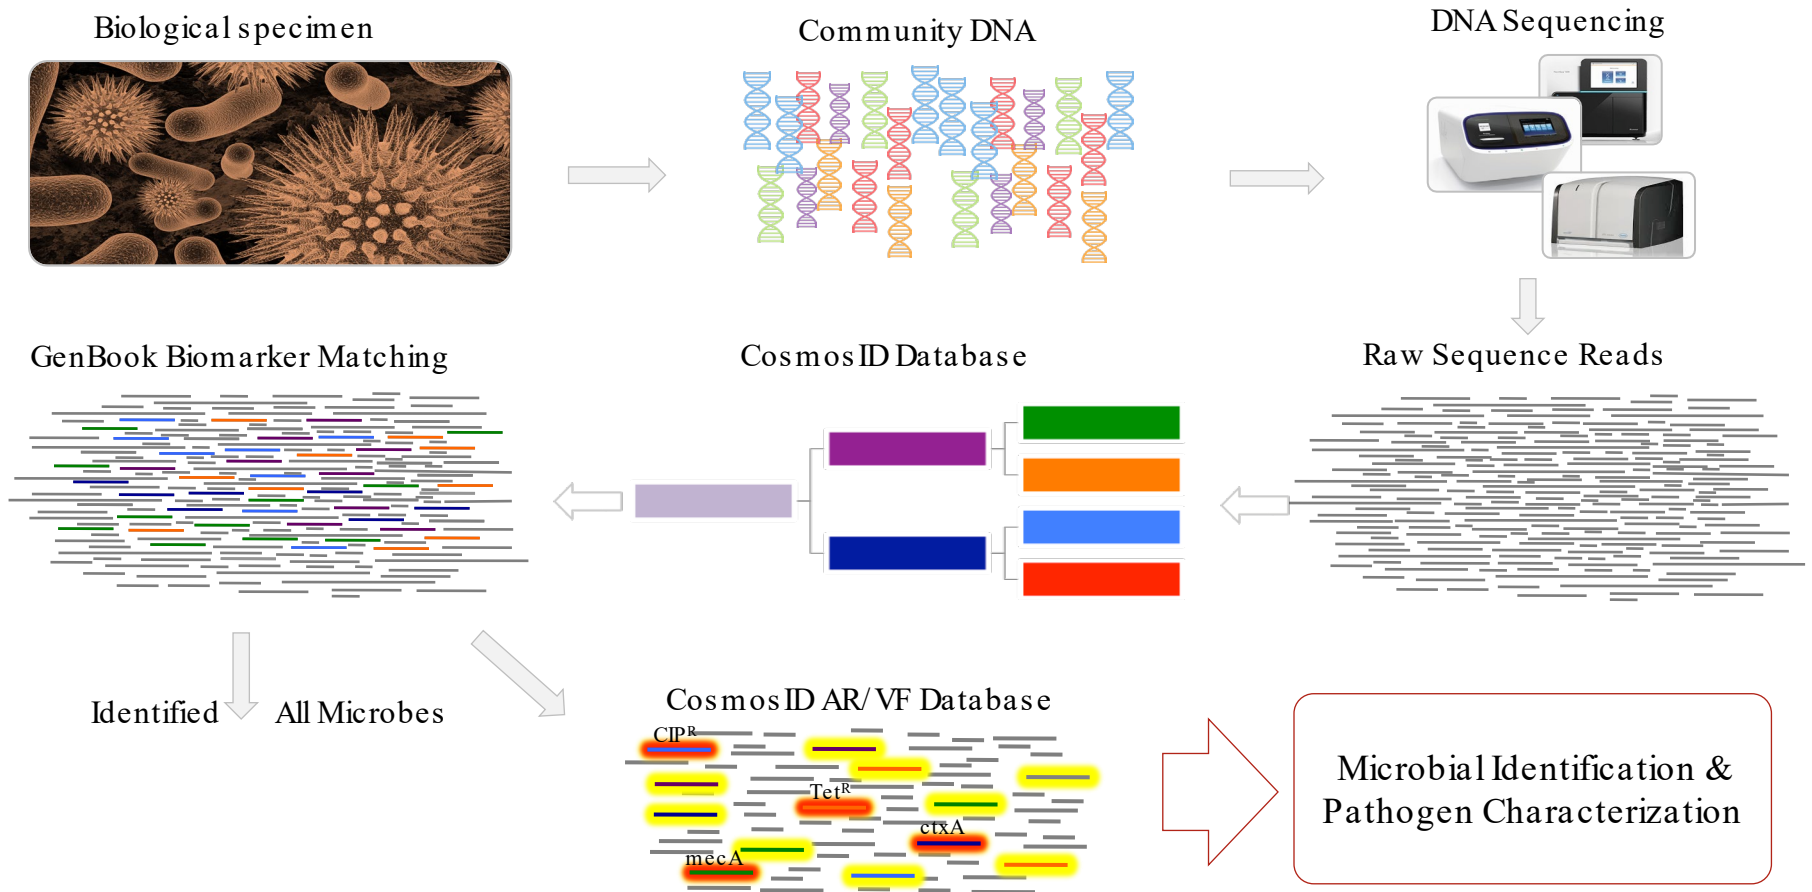 Biological specimen
Community DNA
DNA Sequencing
GenBook Biomarker Matching
CosmosID Database
Raw Sequence Reads
Identified
All Microbes
CosmosID AR/VF Database
CIPᴿ
Tetᴿ
ctxA
mecA
Microbial Identification &
Pathogen Characterization